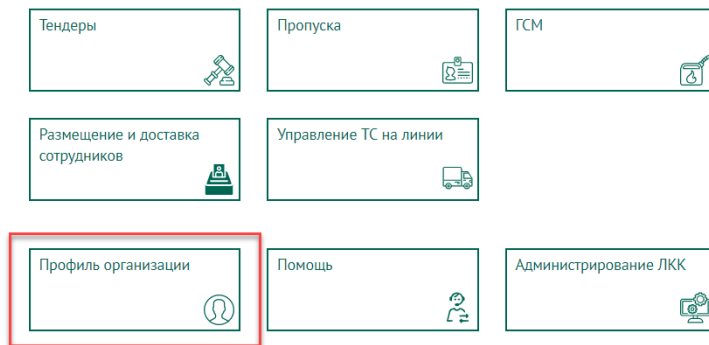 Тендеры
Пропуска
ГСМ
Размещение и доставка
сотрудников
Управление ТС на линии
Профиль организации
Помощь
Администрирование ЛКК